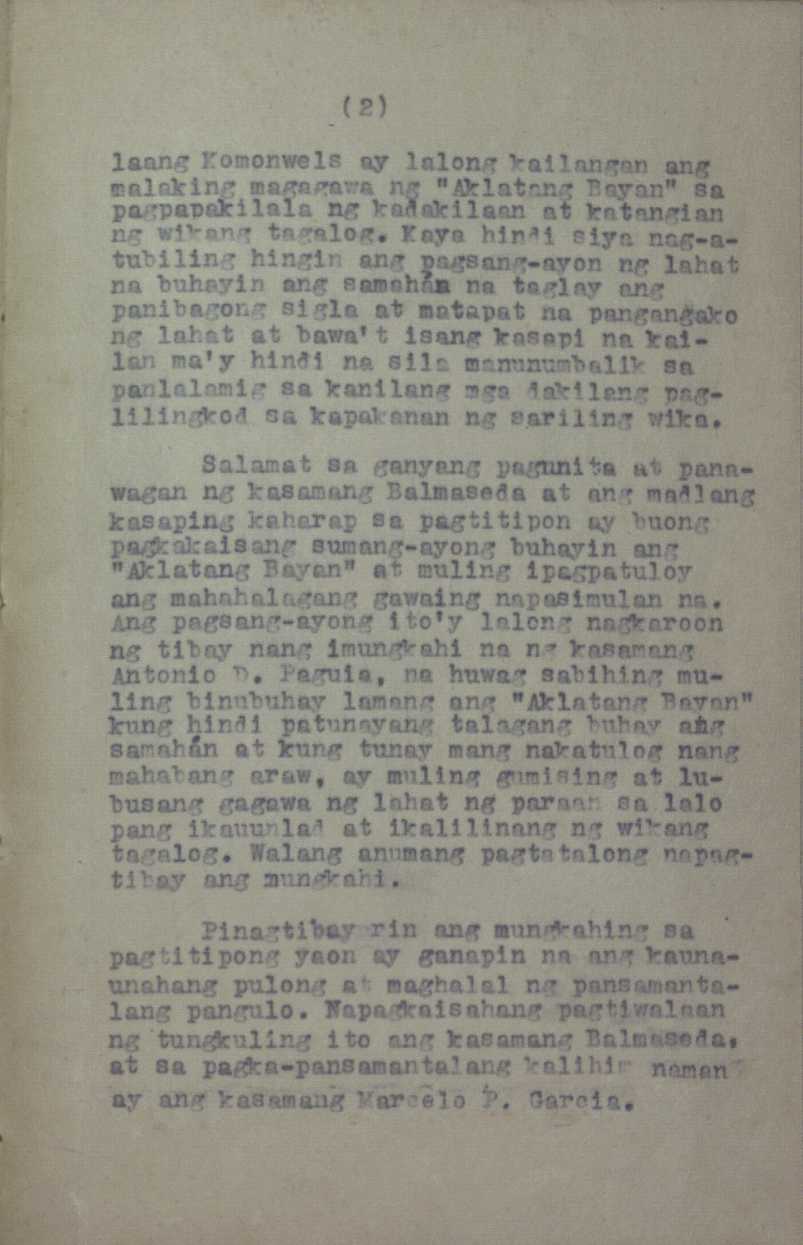 (2)
laang Komonwels ay lalong kailangan ang
malaking magagawa ng "Aklatang Bayan" sa
pagpapakilala ng kadakilaan at katangian
ng wikang tagalog. Kaya hindi siya nag-a-
tubiling hingin ang pagsang-ayon ng lahat
na buhayin ang samahán na taglay ang
panibagong sigla at matapat na pangangako
ng lahat at bawa't isang kasapi na kai-
lan ma'y hindi na sila manunumbalik sa
panlalamig sa kanilang mga dakilang pag-
lilingkod sa kapakanan ng sariling wika.
Salamat sa ganyang pagunita at pana-
wagan ng kasamang Balmaseda at ang madlang
kasaping kaharap sa pagtitipon ay buong
pagkakaisang sumang-ayong buhayin ang
"Aklatang Bayan" at muling ipagpatuloy
ang mahahalagang gawaing napasimulan na.
Ang pagsang-ayong ito'y lalong nagkaroon
ng tibay nang imungkahi na ng kasamang
Antonio D. Paguia, na huwag sabihing mu-
ling binubuhay lamang ang "Aklatang Bayan"
kung hindi patunayang talagang buhay ang
samahán at kung tunay mang nakatulog nang
mahabang araw, ay muling gumising at lu-
busang gagawa ng lahat ng paraan sa lalo
pang ikauunlad at ikalilinang ng wikang
tagalog. Walang anumang pagtatalong napag-
tibay ang mungkahi.
Pinagtibay rin ang mungkahing sa
pagtitipong yaon ay ganapin na ang kauna-
unahang pulong at maghalal ng pansamanta-
lang pangulo. Napagkaisahang pagtiwalaan
ng tungkuling ito ang kasamang Balmaseda,
at sa pagka-pansamantalang kalihim naman
ay ang kasamang Marcelo P. Garcia.